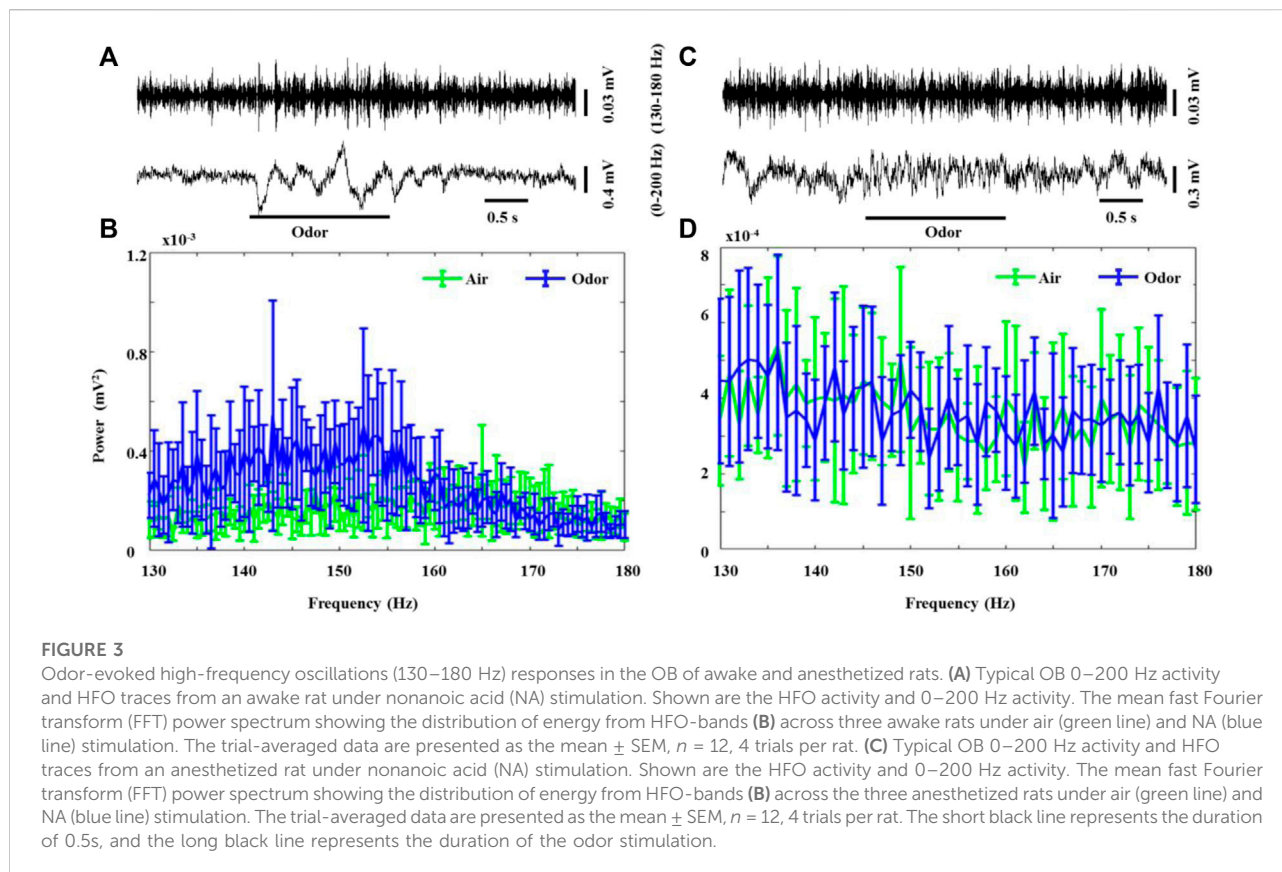 A
C
0.03 mV
(130-180 Hz)
0.03 mV
0.4 mV
(0-200 Hz)
0.3 mV
0.5 s
0.5 s
Odor
Odor
B
D
x10-3
x10-4
1.2
0.8
0.4
0
Air
Odor
Power (mV²)
130
140
150
160
170
180
Frequency (Hz)
8
6
4
2
0
Air
Odor
130
140
150
160
170
180
Frequency (Hz)
FIGURE 3
Odor-evoked high-frequency oscillations (130–180 Hz) responses in the OB of awake and anesthetized rats. (A) Typical OB 0–200 Hz activity
and HFO traces from an awake rat under nonanoic acid (NA) stimulation. Shown are the HFO activity and 0–200 Hz activity. The mean fast Fourier
transform (FFT) power spectrum showing the distribution of energy from HFO-bands (B) across three awake rats under air (green line) and NA (blue
line) stimulation. The trial-averaged data are presented as the mean ± SEM, n = 12, 4 trials per rat. (C) Typical OB 0–200 Hz activity and HFO
traces from an anesthetized rat under nonanoic acid (NA) stimulation. Shown are the HFO activity and 0–200 Hz activity. The mean fast Fourier
transform (FFT) power spectrum showing the distribution of energy from HFO-bands (B) across the three anesthetized rats under air (green line) and
NA (blue line) stimulation. The trial-averaged data are presented as the mean ± SEM, n = 12, 4 trials per rat. The short black line represents the duration
of 0.5s, and the long black line represents the duration of the odor stimulation.